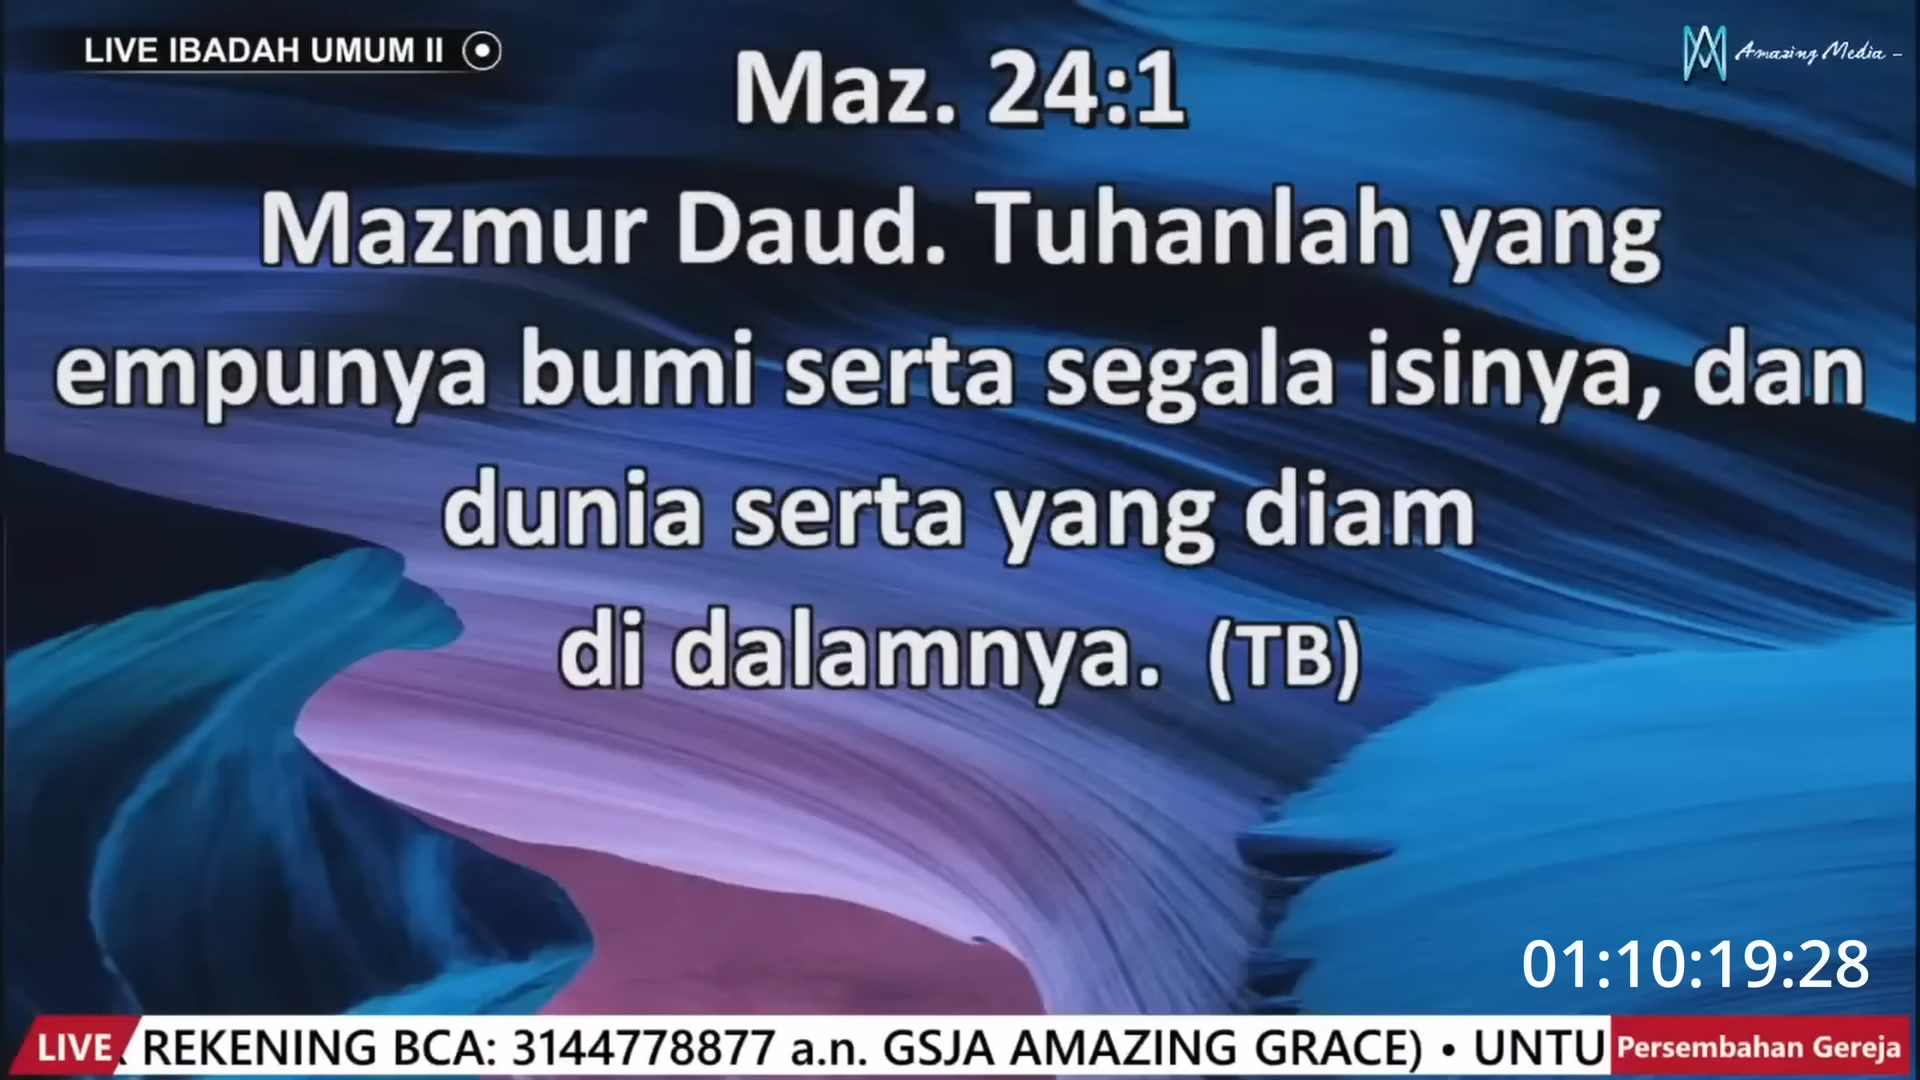 LIVE IBADAH UMUM II
Amazing Media -
Maz. 24:1
Mazmur Daud. Tuhanlah yang
empunya bumi serta segala isinya, dan
dunia serta yang diam
di dalamnya. (TB)
01:10:19:28
LIVE
REKENING BCA: 3144778877 a.n. GSJA AMAZING GRACE) • UNTU
Persembahan Gereja